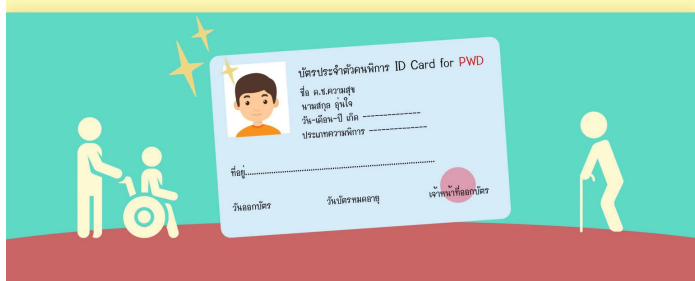 บัตรประจำตัวคนพิการ ID Card for PWD
ชื่อ ด.ช.ความสุข
นามสกุล อุ่นใจ
วัน-เดือน-ปี เกิด --------------
ประเภทความพิการ --------------
ที่อยู่..............................................................
วันออกบัตร วันบัตรหมดอายุ เจ้าหน้าที่ออกบัตร